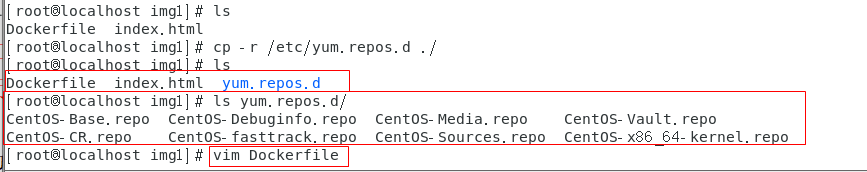 [root@localhost img1]# ls
Dockerfile  index.html
[root@localhost img1]# cp -r /etc/yum.repos.d ./
[root@localhost img1]# ls
Dockerfile  index.html  yum.repos.d
[root@localhost img1]# ls yum.repos.d/
CentOS-Base.repo  CentOS-Debuginfo.repo  CentOS-Media.repo  CentOS-Vault.repo
CentOS-CR.repo  CentOS-fasttrack.repo  CentOS-Sources.repo  CentOS-x86_64-kernel.repo
[root@localhost img1]# vim Dockerfile